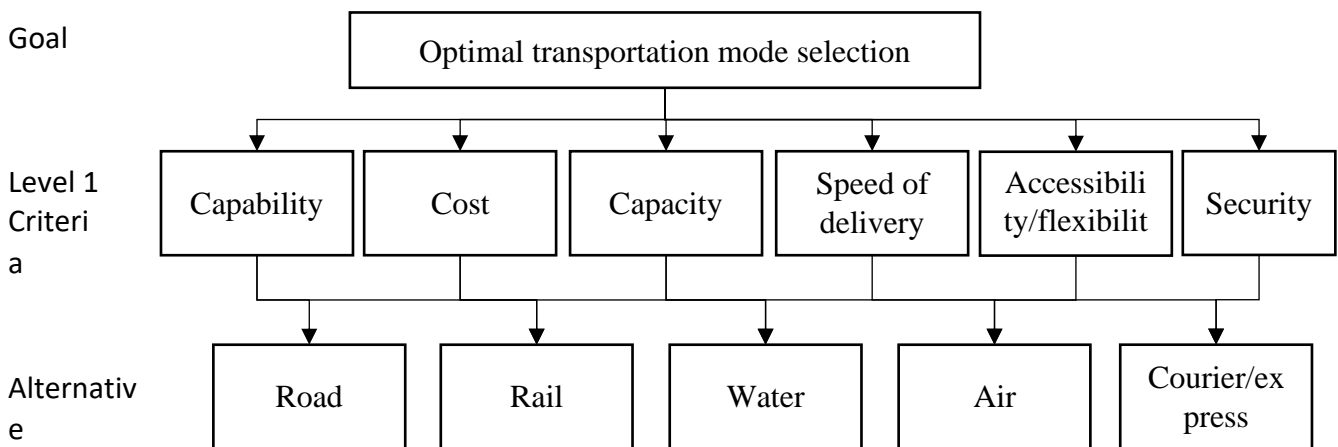 Goal
Optimal transportation mode selection
Level 1
Criteri
a
Capability
Cost
Capacity
Speed of
delivery
Accessibili
ty/flexibilit
Security
Alternativ
e
Road
Rail
Water
Air
Courier/ex
press